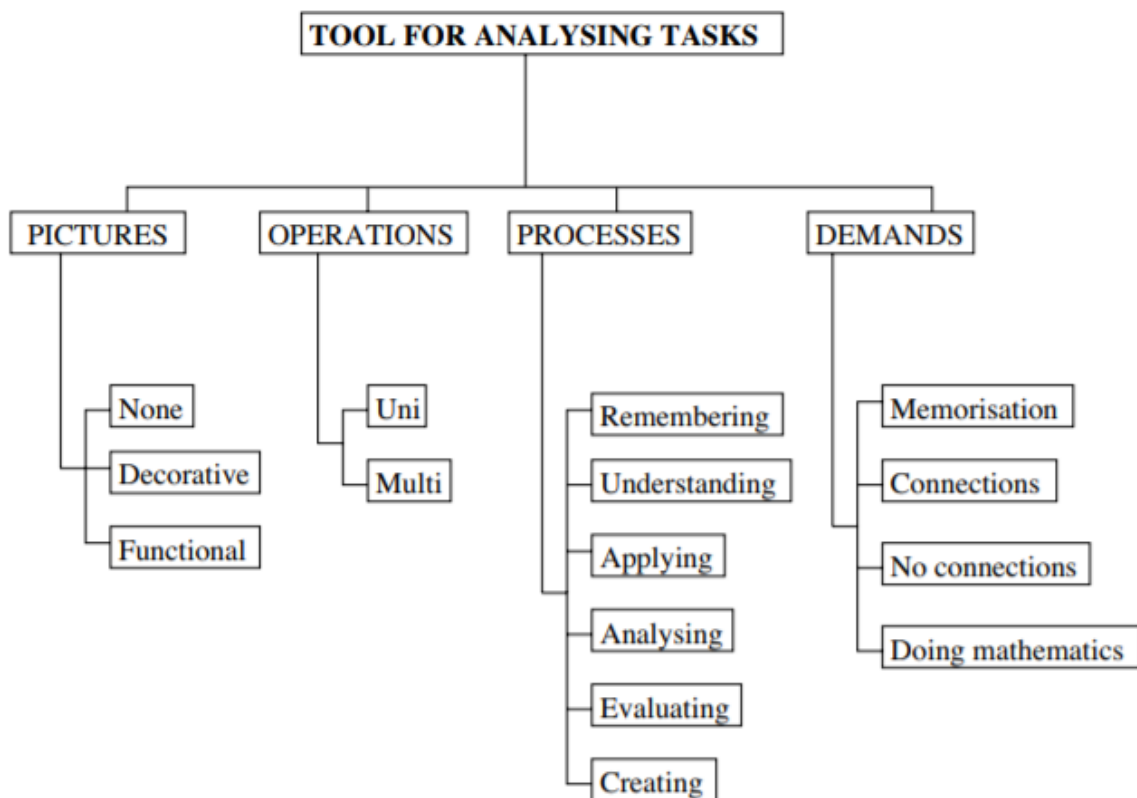 TOOL FOR ANALYSING TASKS
PICTURES
OPERATIONS
PROCESSES
DEMANDS
None
Decorative
Functional
Uni
Multi
Remembering
Understanding
Applying
Analysing
Evaluating
Creating
Memorisation
Connections
No connections
Doing mathematics